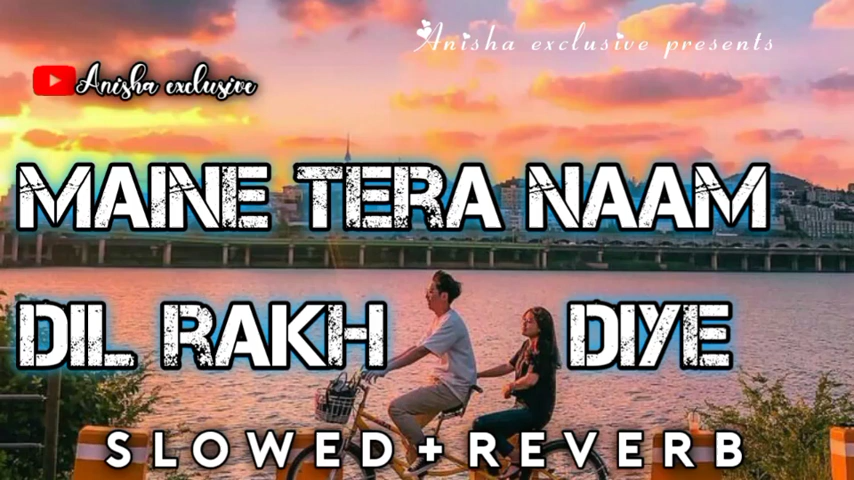 Anisha exclusive presents
Anisha exclusive
MAINE TERA NAAM
DIL RAKH DIYE
SLOWED+REVERB